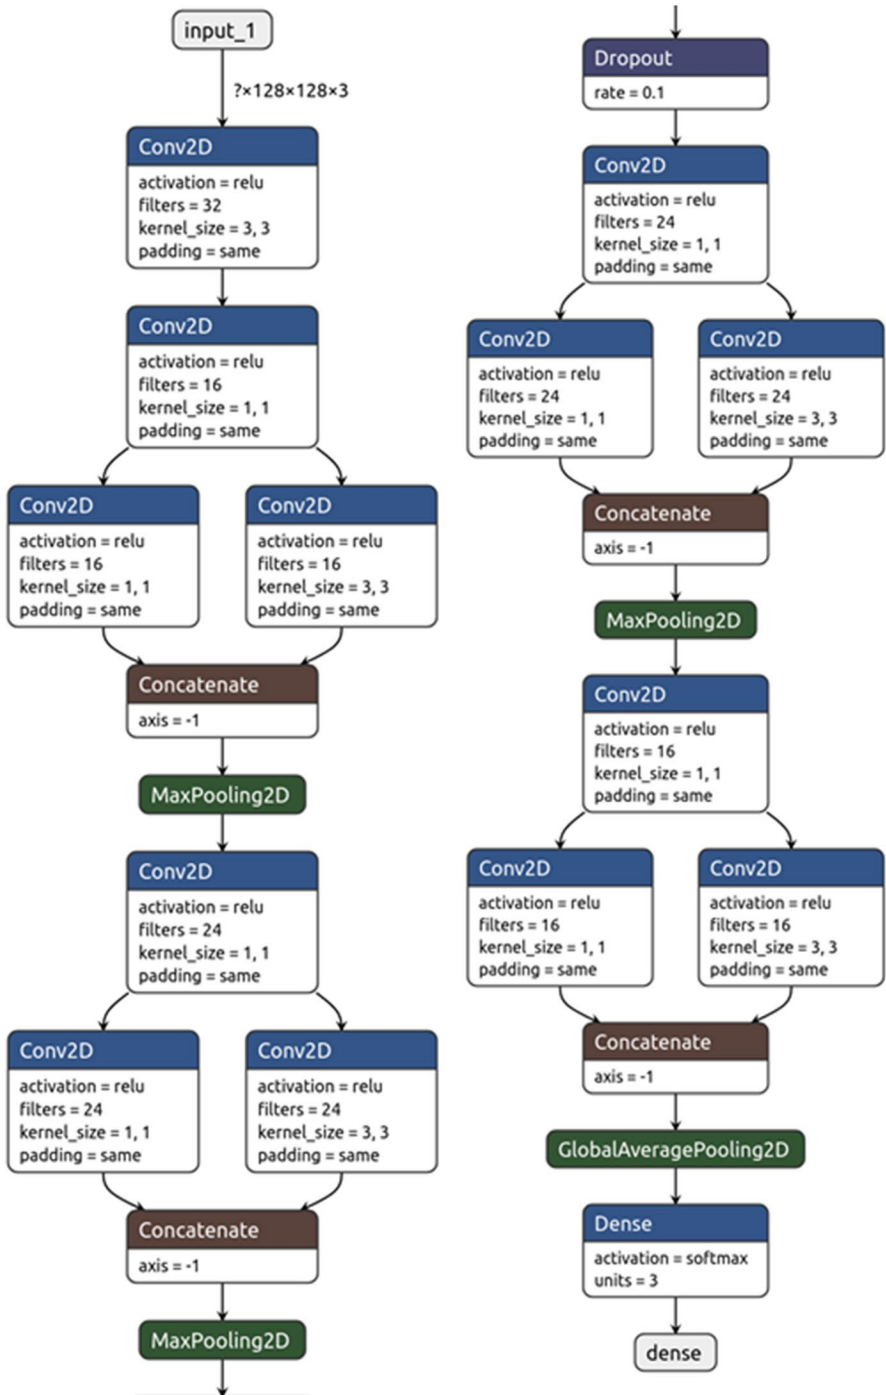 input_1
?×128×128×3
Conv2D
activation = relu
filters = 32
kernel_size = 3, 3
padding = same
Conv2D
activation = relu
filters = 16
kernel_size = 1, 1
padding = same
Conv2D
activation = relu
filters = 16
kernel_size = 1, 1
padding = same
Conv2D
activation = relu
filters = 16
kernel_size = 3, 3
padding = same
Concatenate
axis = -1
MaxPooling2D
Conv2D
activation = relu
filters = 24
kernel_size = 1, 1
padding = same
Conv2D
activation = relu
filters = 24
kernel_size = 1, 1
padding = same
Conv2D
activation = relu
filters = 24
kernel_size = 3, 3
padding = same
Concatenate
axis = -1
MaxPooling2D
Dropout
rate = 0.1
Conv2D
activation = relu
filters = 24
kernel_size = 1, 1
padding = same
Conv2D
activation = relu
filters = 24
kernel_size = 1, 1
padding = same
Conv2D
activation = relu
filters = 24
kernel_size = 3, 3
padding = same
Concatenate
axis = -1
MaxPooling2D
Conv2D
activation = relu
filters = 16
kernel_size = 1, 1
padding = same
Conv2D
activation = relu
filters = 16
kernel_size = 1, 1
padding = same
Conv2D
activation = relu
filters = 16
kernel_size = 3, 3
padding = same
Concatenate
axis = -1
GlobalAveragePooling2D
Dense
activation = softmax
units = 3
dense